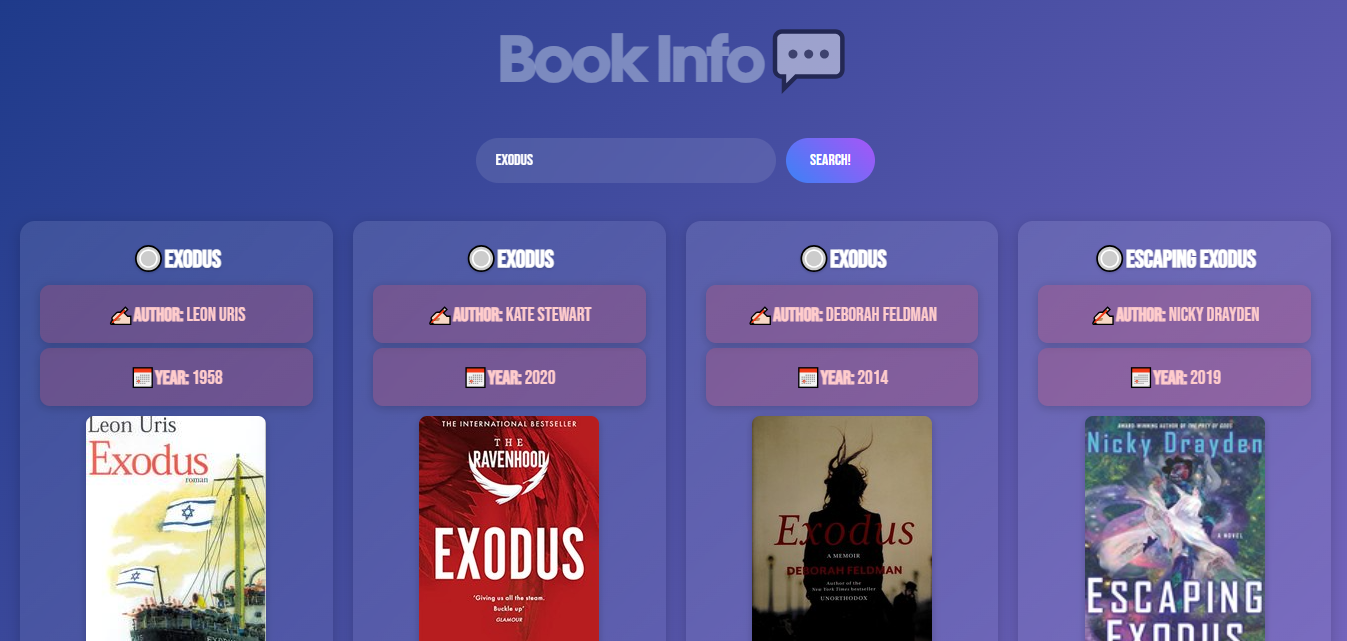 Book Info
EXODUS
SEARCH!
EXODUS
AUTHOR: LEON URIS
YEAR: 1958
Leon Uris
Exodus
roman
EXODUS
AUTHOR: KATE STEWART
YEAR: 2020
THE INTERNATIONAL BESTSELLER
THE
RAVENHOOD
EXODUS
'Giving us all the steam.
Buckle up'
GLAMOUR
EXODUS
AUTHOR: DEBORAH FELDMAN
YEAR: 2014
Exodus
A MEMOIR
DEBORAH FELDMAN
Author of the
New York Times bestseller
UNORTHODOX
ESCAPING EXODUS
AUTHOR: NICKY DRAYDEN
YEAR: 2019
AWARD-WINNING AUTHOR OF THE PREY OF GODS
Nicky Drayden
A NOVEL
ESCAPING
EXODUS